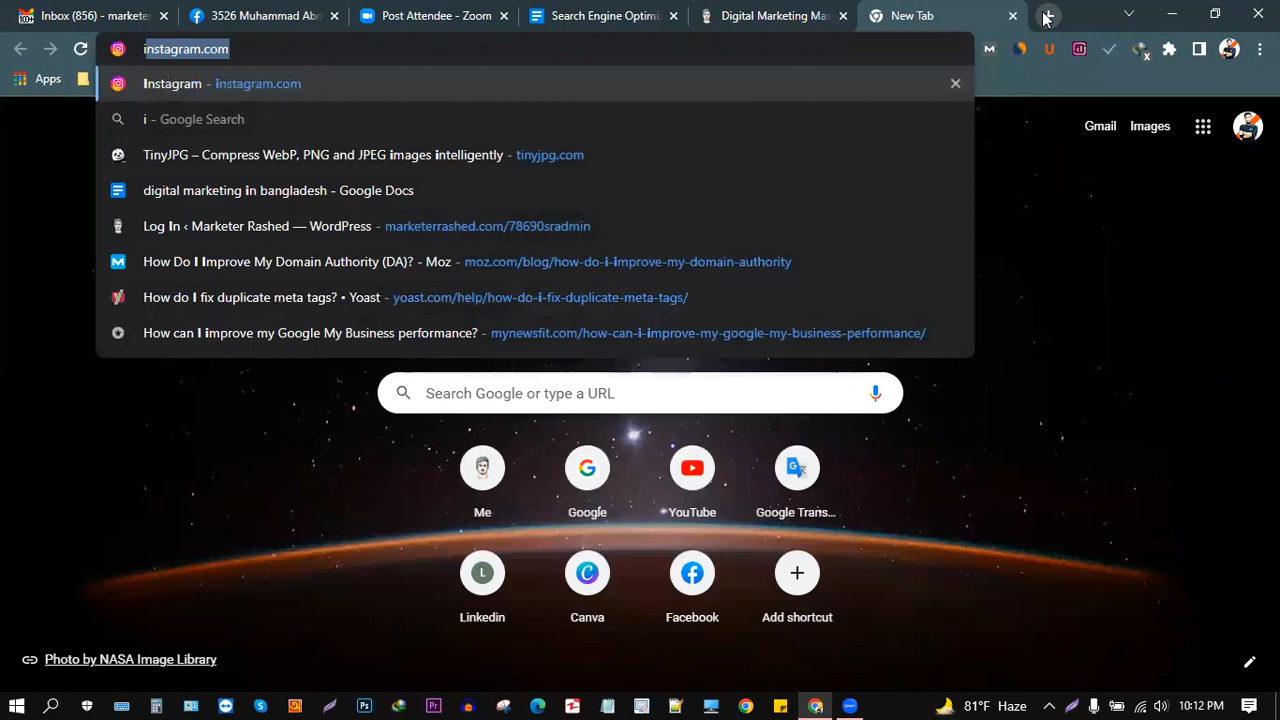 Inbox (856) - marketer
3526 Muhammad Abd
Post Attendee - Zoom
Search Engine Optimi
Digital Marketing Mas
New Tab
instagram.com
Apps
Instagram - instagram.com
i - Google Search
TinyJPG – Compress WebP, PNG and JPEG images intelligently - tinyjpg.com
digital marketing in bangladesh - Google Docs
Log In ‹ Marketer Rashed — WordPress - marketerrashed.com/78690sradmin
How Do I Improve My Domain Authority (DA)? - Moz - moz.com/blog/how-do-i-improve-my-domain-authority
How do I fix duplicate meta tags? • Yoast - yoast.com/help/how-do-i-fix-duplicate-meta-tags/
How can I improve my Google My Business performance? - mynewsfit.com/how-can-i-improve-my-google-my-business-performance/
Gmail Images
Search Google or type a URL
Me Google YouTube Google Trans...
L
Linkedin Canva Facebook Add shortcut
Photo by NASA Image Library
81°F Haze 10:12 PM